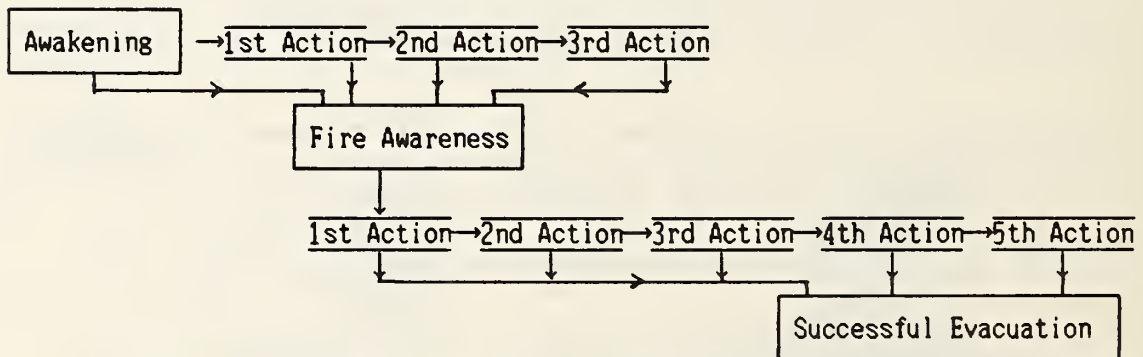 Awakening 1st Action 2nd Action 3rd Action
Fire Awareness
1st Action 2nd Action 3rd Action 4th Action 5th Action
Successful Evacuation